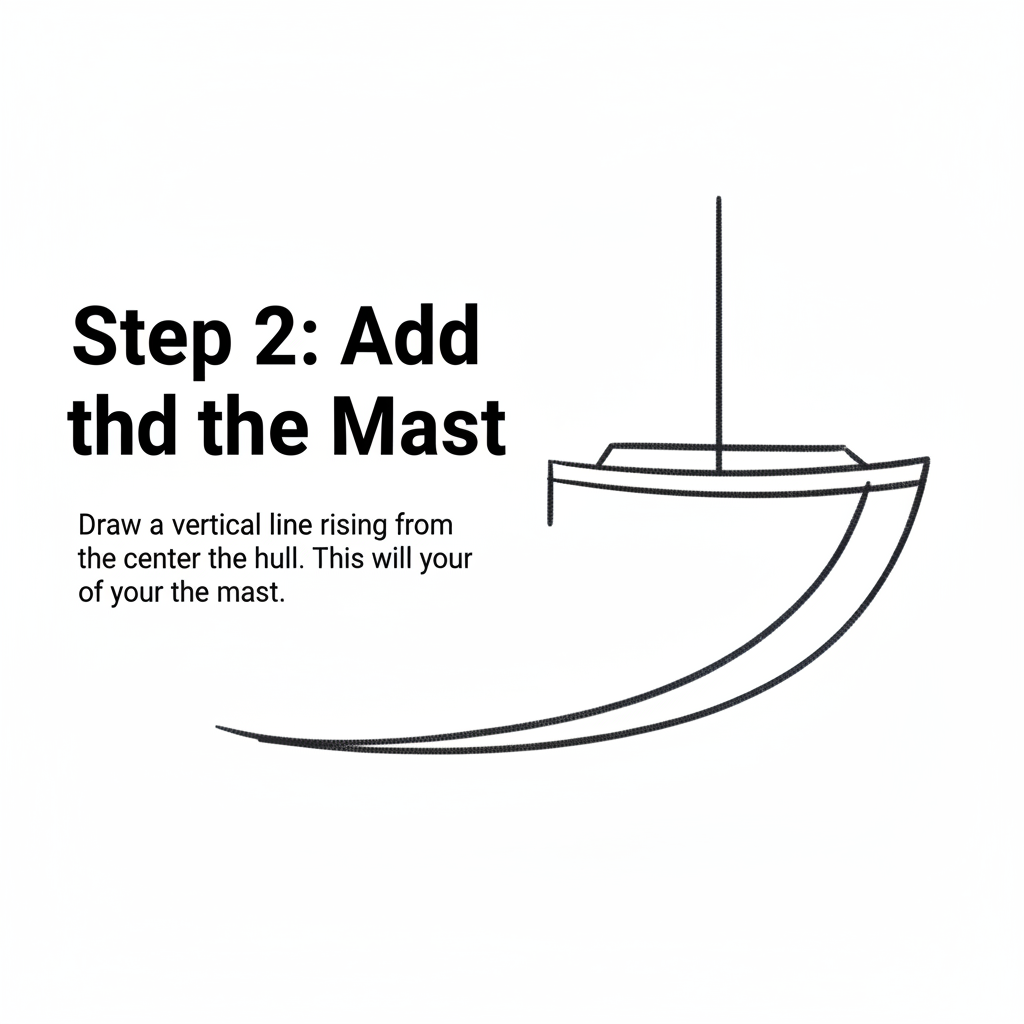 Step 2: Add
thd the Mast
Draw a vertical line rising from
the center the hull. This will your
of your the mast.